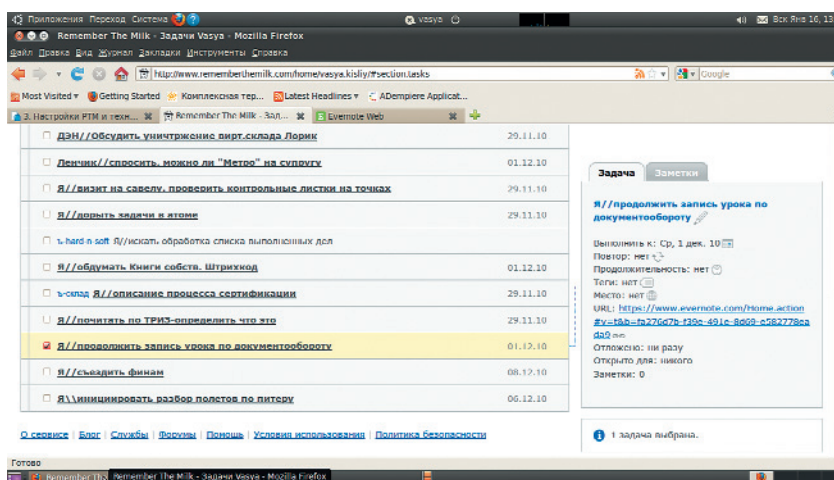 Приложения Переход Система vasya Вск Янв 16, 13
Remember The Milk - Задачи Vasya - Mozilla Firefox
Файл Правка Вид Журнал Закладки Инструменты Справка
http://www.rememberthemilk.com/home/vasya.kisliy/#section.tasks Google
Most Visited Getting Started Комплексная тер... Latest Headlines ADempiere Applicat...
3. Настройки РТМ и техн... Remember The Milk - Зад... Evernote Web
ДЭН//Обсудить уничтржение вирт.склада Лорик 29.11.10
Ленчик//спросить, можно ли "Метро" на супругу 01.12.10
Я//визит на савелу, проверить контрольные листки на точках 29.11.10
Я//дорыть задачи в атоме 29.11.10
ъ-hard-n-soft Я//искать обработка списка выполненных дел
Я//обдумать Книги собств. Штрихкод 01.12.10
ъ-склад Я//описание процесса сертификации 29.11.10
Я//почитать по ТРИЗ-определить что это 29.11.10
Я//продолжить запись урока по документообороту 01.12.10
Я//съездить финам 08.12.10
Я\\инициировать разбор полетов по питеру 06.12.10
Задача Заметки
Я//продолжить запись урока по
документообороту
Выполнить к: Ср, 1 дек. 10
Повтор: нет
Продолжительность: нет
Теги: нет
Место: нет
URL: https://www.evernote.com/Home.action
#v=t&b=fa276d7b-f39e-491e-8d69-e582778ea
da9
Отложено: ни разу
Открыто для: никого
Заметки: 0
1 задача выбрана.
О сервисе | Блог | Службы | Форумы | Помощь | Условия использования | Политика безопасности
Готово
Remember The Milk - Задачи Vasya - Mozilla Firefox